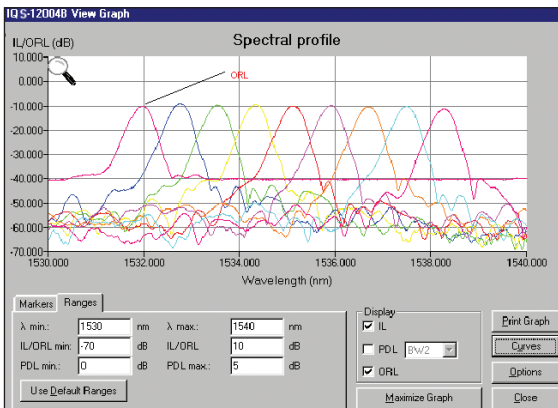 IQS-12004B View Graph
IL/ORL (dB)
Spectral profile
10.000
0.000
-10.000
-20.000
-30.000
-40.000
-50.000
-60.000
-70.000
ORL
1530.000
1532.000
1534.000
1536.000
1538.000
1540.000
Wavelength (nm)
Markers
Ranges
λ min.: 1530 nm
λ max.: 1540 nm
IL/ORL min: -70 dB
IL/ORL 10 dB
PDL min.: 0 dB
PDL max.: 5 dB
Use Default Ranges
Display
IL
PDL BW2
ORL
Maximize Graph
Print Graph
Curves
Options
Close